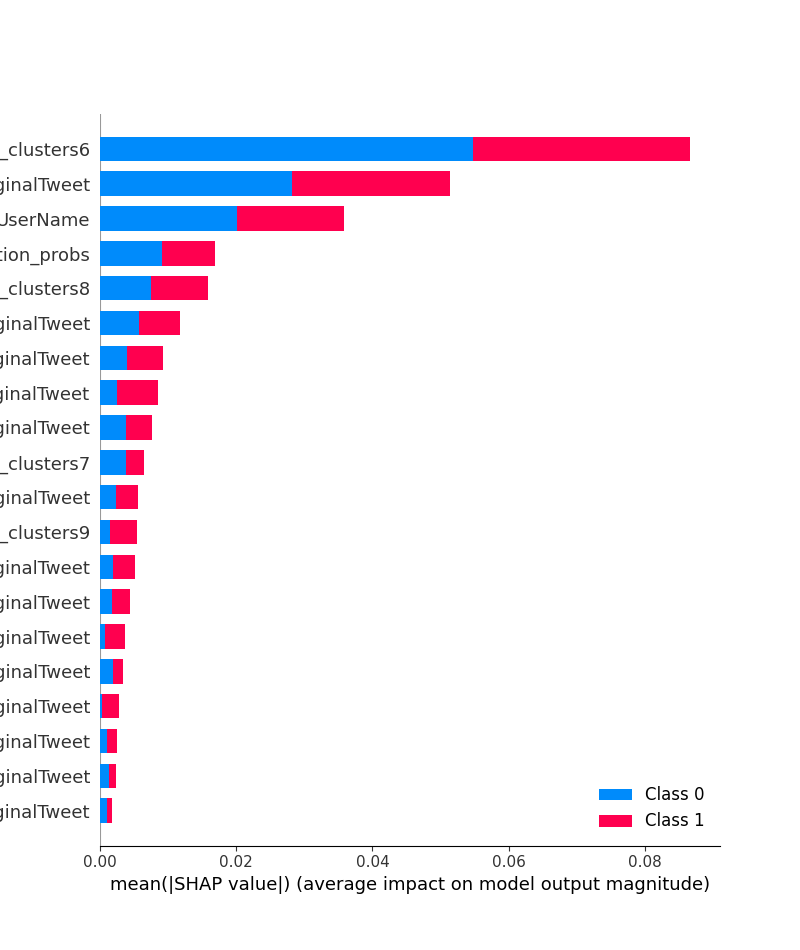 _clusters6
ginalTweet
UserName
tion_probs
_clusters8
ginalTweet
ginalTweet
ginalTweet
ginalTweet
_clusters7
ginalTweet
_clusters9
ginalTweet
ginalTweet
ginalTweet
ginalTweet
ginalTweet
ginalTweet
ginalTweet
ginalTweet
Class 0
Class 1
0.00 0.02 0.04 0.06 0.08
mean(|SHAP value|) (average impact on model output magnitude)